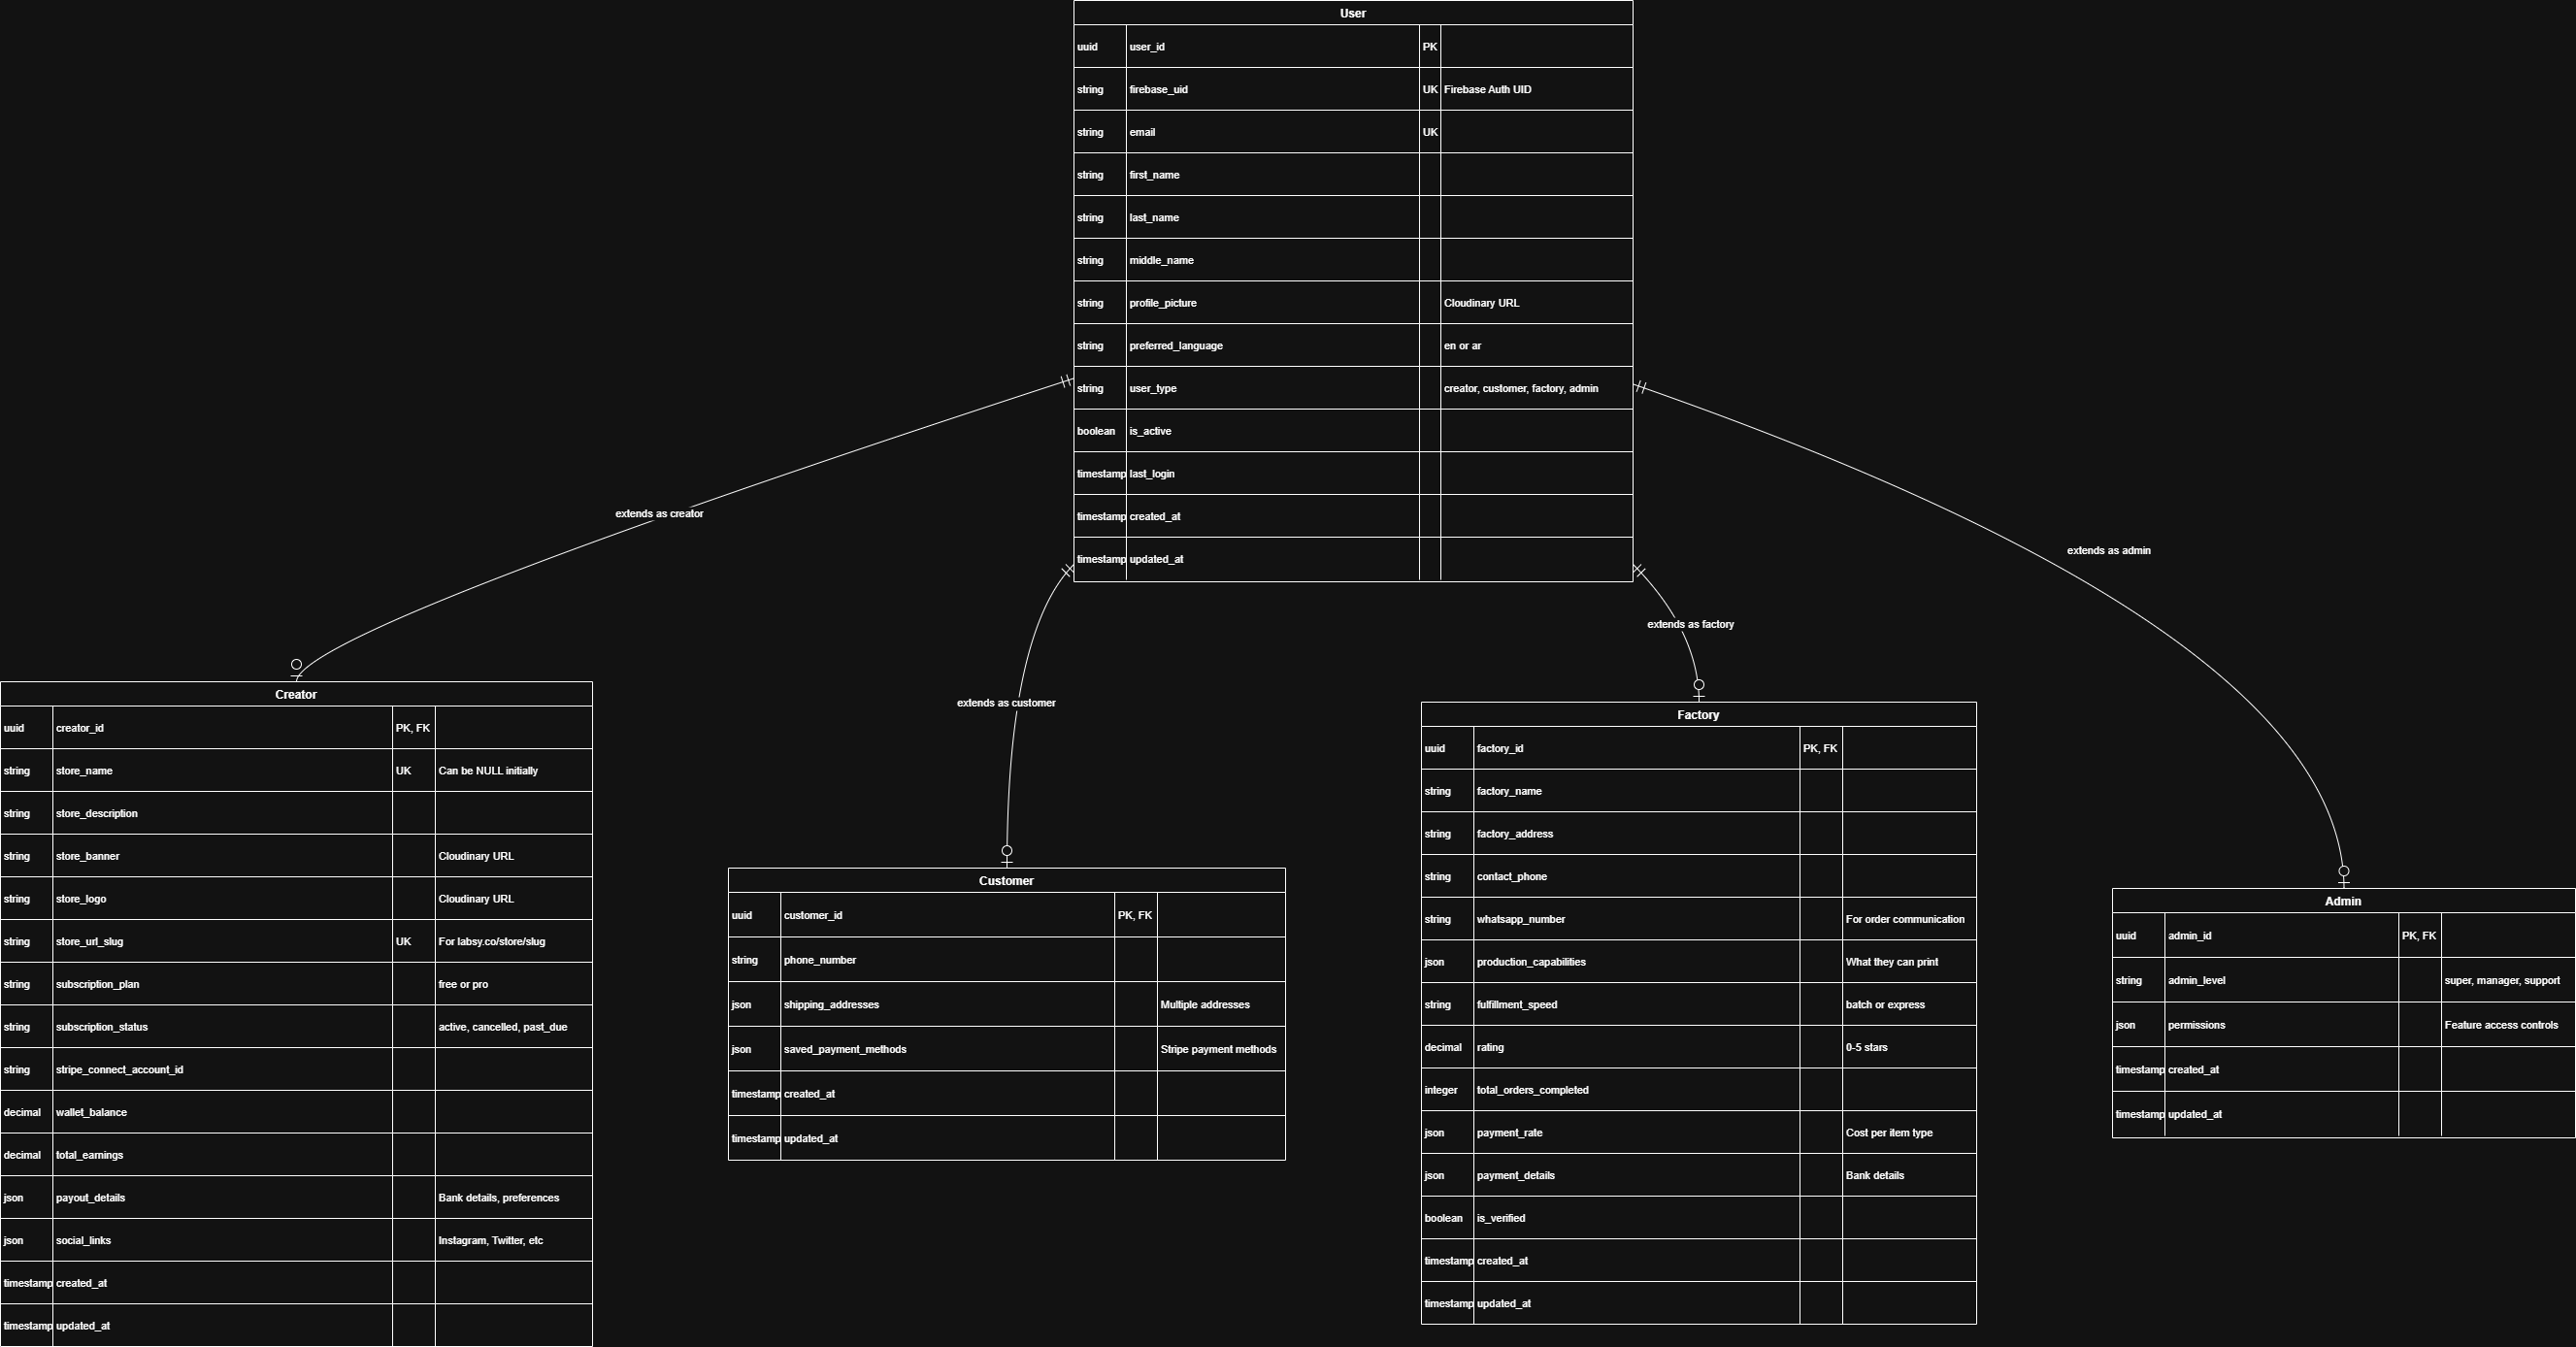 User
uuid user_id PK
string firebase_uid UK Firebase Auth UID
string email UK
string first_name
string last_name
string middle_name
string profile_picture Cloudinary URL
string preferred_language en or ar
string user_type creator, customer, factory, admin
boolean is_active
timestamp last_login
timestamp created_at
timestamp updated_at
extends as creator
extends as customer
extends as factory
extends as admin
Creator
uuid creator_id PK, FK
string store_name UK Can be NULL initially
string store_description
string store_banner Cloudinary URL
string store_logo Cloudinary URL
string store_url_slug UK For labsy.co/store/slug
string subscription_plan free or pro
string subscription_status active, cancelled, past_due
string stripe_connect_account_id
decimal wallet_balance
decimal total_earnings
json payout_details Bank details, preferences
json social_links Instagram, Twitter, etc
timestamp created_at
timestamp updated_at
Customer
uuid customer_id PK, FK
string phone_number
json shipping_addresses Multiple addresses
json saved_payment_methods Stripe payment methods
timestamp created_at
timestamp updated_at
Factory
uuid factory_id PK, FK
string factory_name
string factory_address
string contact_phone
string whatsapp_number For order communication
json production_capabilities What they can print
string fulfillment_speed batch or express
decimal rating 0-5 stars
integer total_orders_completed
json payment_rate Cost per item type
json payment_details Bank details
boolean is_verified
timestamp created_at
timestamp updated_at
Admin
uuid admin_id PK, FK
string admin_level super, manager, support
json permissions Feature access controls
timestamp created_at
timestamp updated_at